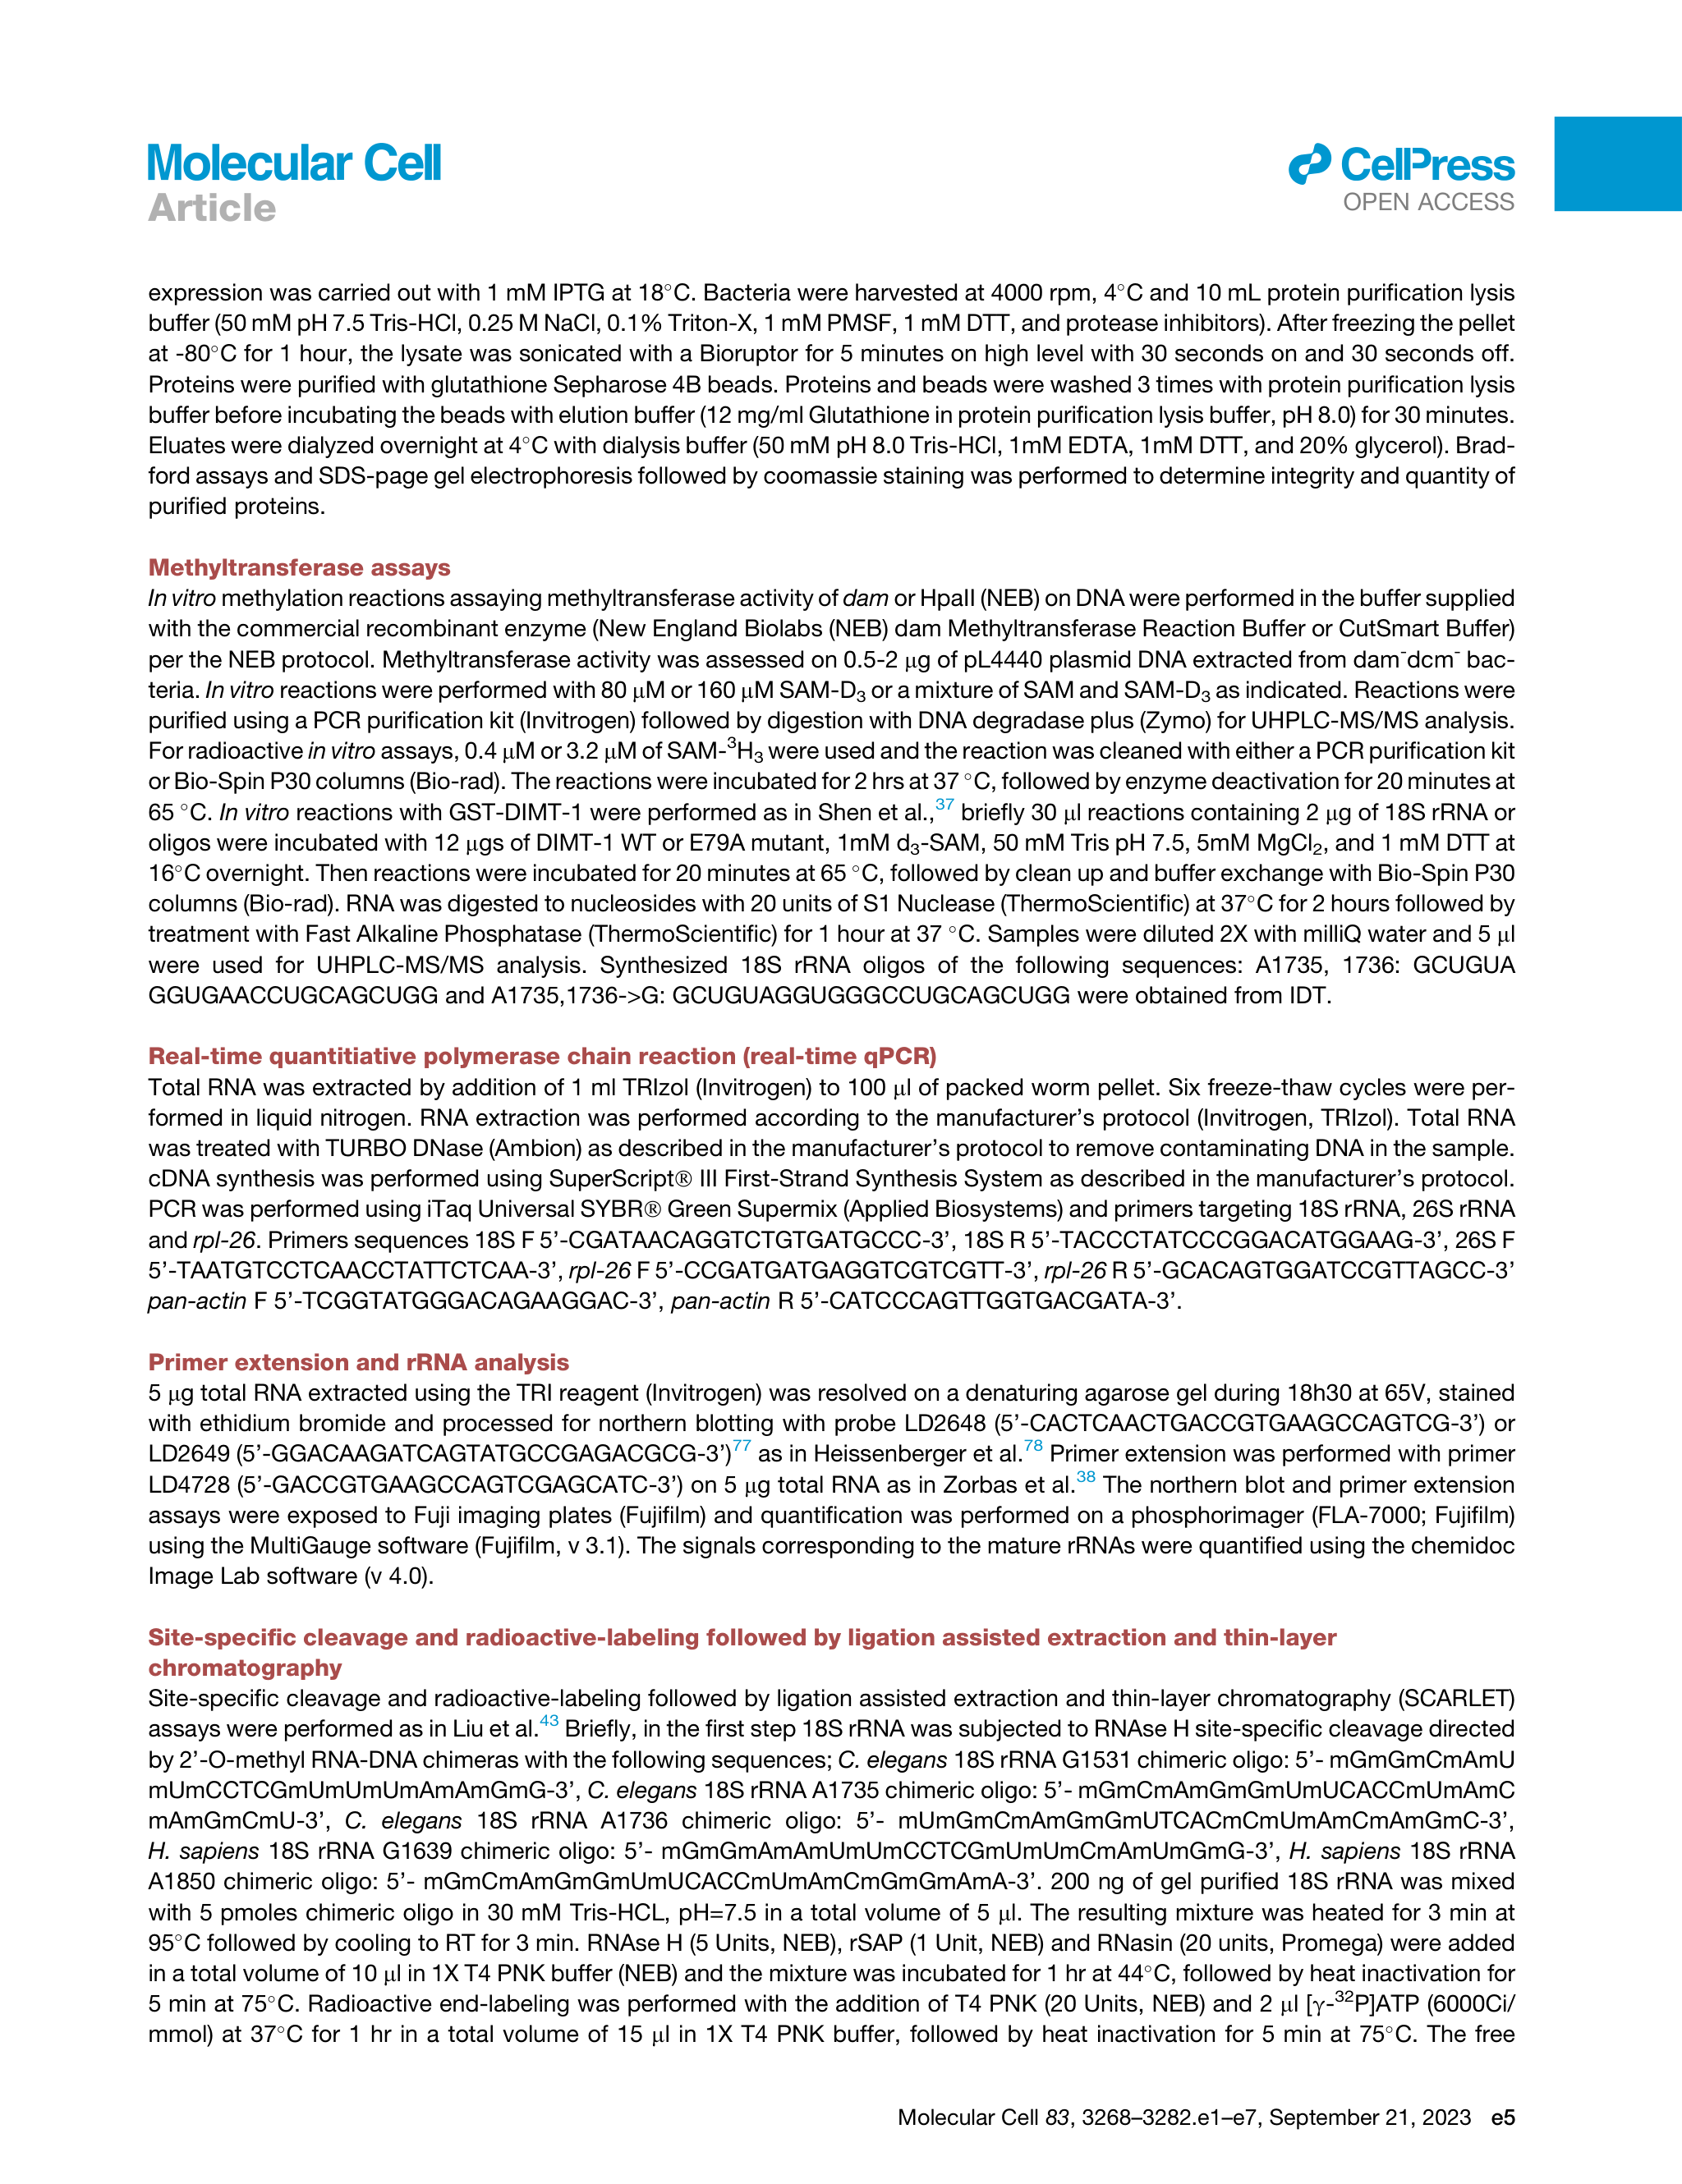 Molecular Cell
Article
CellPress
OPEN ACCESS
expression was carried out with 1 mM IPTG at 18°C. Bacteria were harvested at 4000 rpm, 4°C and 10 mL protein purification lysis
buffer (50 mM pH 7.5 Tris-HCl, 0.25 M NaCl, 0.1% Triton-X, 1 mM PMSF, 1 mM DTT, and protease inhibitors). After freezing the pellet
at -80°C for 1 hour, the lysate was sonicated with a Bioruptor for 5 minutes on high level with 30 seconds on and 30 seconds off.
Proteins were purified with glutathione Sepharose 4B beads. Proteins and beads were washed 3 times with protein purification lysis
buffer before incubating the beads with elution buffer (12 mg/ml Glutathione in protein purification lysis buffer, pH 8.0) for 30 minutes.
Eluates were dialyzed overnight at 4°C with dialysis buffer (50 mM pH 8.0 Tris-HCl, 1mM EDTA, 1mM DTT, and 20% glycerol). Brad-
ford assays and SDS-page gel electrophoresis followed by coomassie staining was performed to determine integrity and quantity of
purified proteins.
Methyltransferase assays
In vitro methylation reactions assaying methyltransferase activity of dam or HpaII (NEB) on DNA were performed in the buffer supplied
with the commercial recombinant enzyme (New England Biolabs (NEB) dam Methyltransferase Reaction Buffer or CutSmart Buffer)
per the NEB protocol. Methyltransferase activity was assessed on 0.5-2 μg of pL4440 plasmid DNA extracted from dam⁻dcm⁻ bac-
teria. In vitro reactions were performed with 80 μM or 160 μM SAM-D₃ or a mixture of SAM and SAM-D₃ as indicated. Reactions were
purified using a PCR purification kit (Invitrogen) followed by digestion with DNA degradase plus (Zymo) for UHPLC-MS/MS analysis.
For radioactive in vitro assays, 0.4 μM or 3.2 μM of SAM-³H₃ were used and the reaction was cleaned with either a PCR purification kit
or Bio-Spin P30 columns (Bio-rad). The reactions were incubated for 2 hrs at 37 °C, followed by enzyme deactivation for 20 minutes at
65 °C. In vitro reactions with GST-DIMT-1 were performed as in Shen et al.,³⁷ briefly 30 μl reactions containing 2 μg of 18S rRNA or
oligos were incubated with 12 μgs of DIMT-1 WT or E79A mutant, 1mM d₃-SAM, 50 mM Tris pH 7.5, 5mM MgCl₂, and 1 mM DTT at
16°C overnight. Then reactions were incubated for 20 minutes at 65 °C, followed by clean up and buffer exchange with Bio-Spin P30
columns (Bio-rad). RNA was digested to nucleosides with 20 units of S1 Nuclease (ThermoScientific) at 37°C for 2 hours followed by
treatment with Fast Alkaline Phosphatase (ThermoScientific) for 1 hour at 37 °C. Samples were diluted 2X with milliQ water and 5 μl
were used for UHPLC-MS/MS analysis. Synthesized 18S rRNA oligos of the following sequences: A1735, 1736: GCUGUA
GGUGAACCUGCAGCUGG and A1735,1736->G: GCUGUAGGUGGGCCUGCAGCUGG were obtained from IDT.
Real-time quantitiative polymerase chain reaction (real-time qPCR)
Total RNA was extracted by addition of 1 ml TRIzol (Invitrogen) to 100 μl of packed worm pellet. Six freeze-thaw cycles were per-
formed in liquid nitrogen. RNA extraction was performed according to the manufacturer's protocol (Invitrogen, TRIzol). Total RNA
was treated with TURBO DNase (Ambion) as described in the manufacturer's protocol to remove contaminating DNA in the sample.
cDNA synthesis was performed using SuperScript® III First-Strand Synthesis System as described in the manufacturer's protocol.
PCR was performed using iTaq Universal SYBR® Green Supermix (Applied Biosystems) and primers targeting 18S rRNA, 26S rRNA
and rpl-26. Primers sequences 18S F 5'-CGATAACAGGTCTGTGATGCCC-3', 18S R 5'-TACCCTATCCCGGACATGGAAG-3', 26S F
5'-TAATGTCCTCAACCTATTCTCAA-3', rpl-26 F 5'-CCGATGATGAGGTCGTCGTT-3', rpl-26 R 5'-GCACAGTGGATCCGTTAGCC-3'
pan-actin F 5'-TCGGTATGGGACAGAAGGAC-3', pan-actin R 5'-CATCCCAGTTGGTGACGATA-3'.
Primer extension and rRNA analysis
5 μg total RNA extracted using the TRI reagent (Invitrogen) was resolved on a denaturing agarose gel during 18h30 at 65V, stained
with ethidium bromide and processed for northern blotting with probe LD2648 (5'-CACTCAACTGACCGTGAAGCCAGTCG-3') or
LD2649 (5'-GGACAAGATCAGTATGCCGAGACGCG-3')⁷⁷ as in Heissenberger et al.⁷⁸ Primer extension was performed with primer
LD4728 (5'-GACCGTGAAGCCAGTCGAGCATC-3') on 5 μg total RNA as in Zorbas et al.³⁸ The northern blot and primer extension
assays were exposed to Fuji imaging plates (Fujifilm) and quantification was performed on a phosphorimager (FLA-7000; Fujifilm)
using the MultiGauge software (Fujifilm, v 3.1). The signals corresponding to the mature rRNAs were quantified using the chemidoc
Image Lab software (v 4.0).
Site-specific cleavage and radioactive-labeling followed by ligation assisted extraction and thin-layer
chromatography
Site-specific cleavage and radioactive-labeling followed by ligation assisted extraction and thin-layer chromatography (SCARLET)
assays were performed as in Liu et al.⁴³ Briefly, in the first step 18S rRNA was subjected to RNAse H site-specific cleavage directed
by 2'-O-methyl RNA-DNA chimeras with the following sequences; C. elegans 18S rRNA G1531 chimeric oligo: 5'- mGmGmCmAmU
mUmCCTCGmUmUmUmAmAmGmG-3', C. elegans 18S rRNA A1735 chimeric oligo: 5'- mGmCmAmGmGmUmUCACCmUmAmC
mAmGmCmU-3', C. elegans 18S rRNA A1736 chimeric oligo: 5'- mUmGmCmAmGmGmUTCACmCmUmAmCmAmGmC-3',
H. sapiens 18S rRNA G1639 chimeric oligo: 5'- mGmGmAmAmUmUmCCTCGmUmUmCmAmUmGmG-3', H. sapiens 18S rRNA
A1850 chimeric oligo: 5'- mGmCmAmGmGmUmUCACCmUmAmCmGmGmAmA-3'. 200 ng of gel purified 18S rRNA was mixed
with 5 pmoles chimeric oligo in 30 mM Tris-HCL, pH=7.5 in a total volume of 5 μl. The resulting mixture was heated for 3 min at
95°C followed by cooling to RT for 3 min. RNAse H (5 Units, NEB), rSAP (1 Unit, NEB) and RNasin (20 units, Promega) were added
in a total volume of 10 μl in 1X T4 PNK buffer (NEB) and the mixture was incubated for 1 hr at 44°C, followed by heat inactivation for
5 min at 75°C. Radioactive end-labeling was performed with the addition of T4 PNK (20 Units, NEB) and 2 μl [γ-³²P]ATP (6000Ci/
mmol) at 37°C for 1 hr in a total volume of 15 μl in 1X T4 PNK buffer, followed by heat inactivation for 5 min at 75°C. The free
Molecular Cell 83, 3268–3282.e1–e7, September 21, 2023 e5